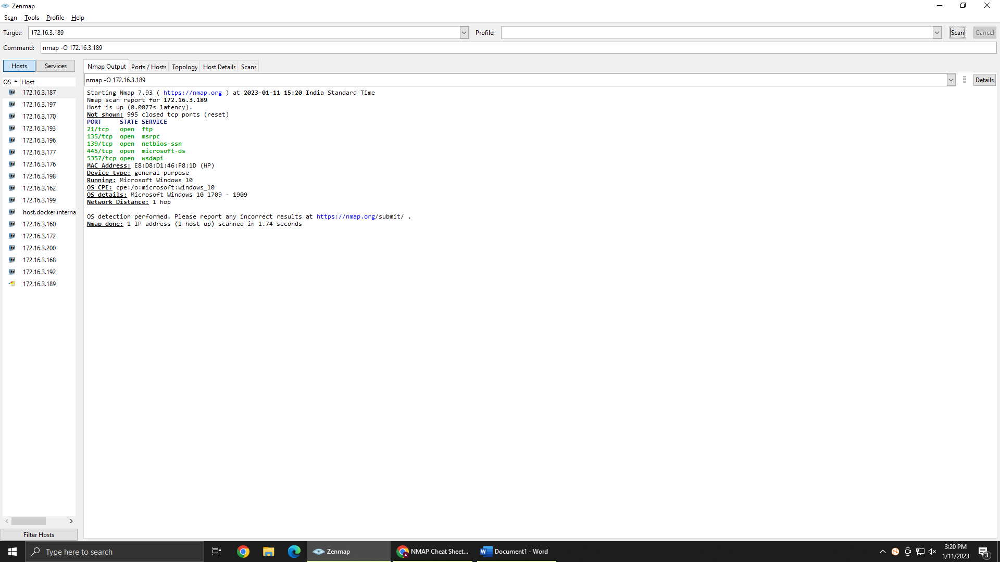 Zenmap
Scan Tools Profile Help
Target: 172.16.3.189 Profile: Scan Cancel
Command: nmap -O 172.16.3.189
Hosts Services
OS Host
172.16.3.187
172.16.3.197
172.16.3.170
172.16.3.193
172.16.3.196
172.16.3.177
172.16.3.176
172.16.3.198
172.16.3.162
172.16.3.199
host.docker.interna
172.16.3.160
172.16.3.172
172.16.3.200
172.16.3.168
172.16.3.192
172.16.3.189
Filter Hosts
Nmap Output Ports / Hosts Topology Host Details Scans
nmap -O 172.16.3.189 Details
Starting Nmap 7.93 ( https://nmap.org ) at 2023-01-11 15:20 India Standard Time
Nmap scan report for 172.16.3.189
Host is up (0.0077s latency).
Not shown: 995 closed tcp ports (reset)
PORT STATE SERVICE
21/tcp open ftp
135/tcp open msrpc
139/tcp open netbios-ssn
445/tcp open microsoft-ds
5357/tcp open wsdapi
MAC Address: E8:D8:D1:46:F8:1D (HP)
Device type: general purpose
Running: Microsoft Windows 10
OS CPE: cpe:/o:microsoft:windows_10
OS details: Microsoft Windows 10 1709 - 1909
Network Distance: 1 hop
OS detection performed. Please report any incorrect results at https://nmap.org/submit/ .
Nmap done: 1 IP address (1 host up) scanned in 1.74 seconds
Type here to search
Zenmap
NMAP Cheat Sheet...
Document1 - Word
3:20 PM
1/11/2023
3